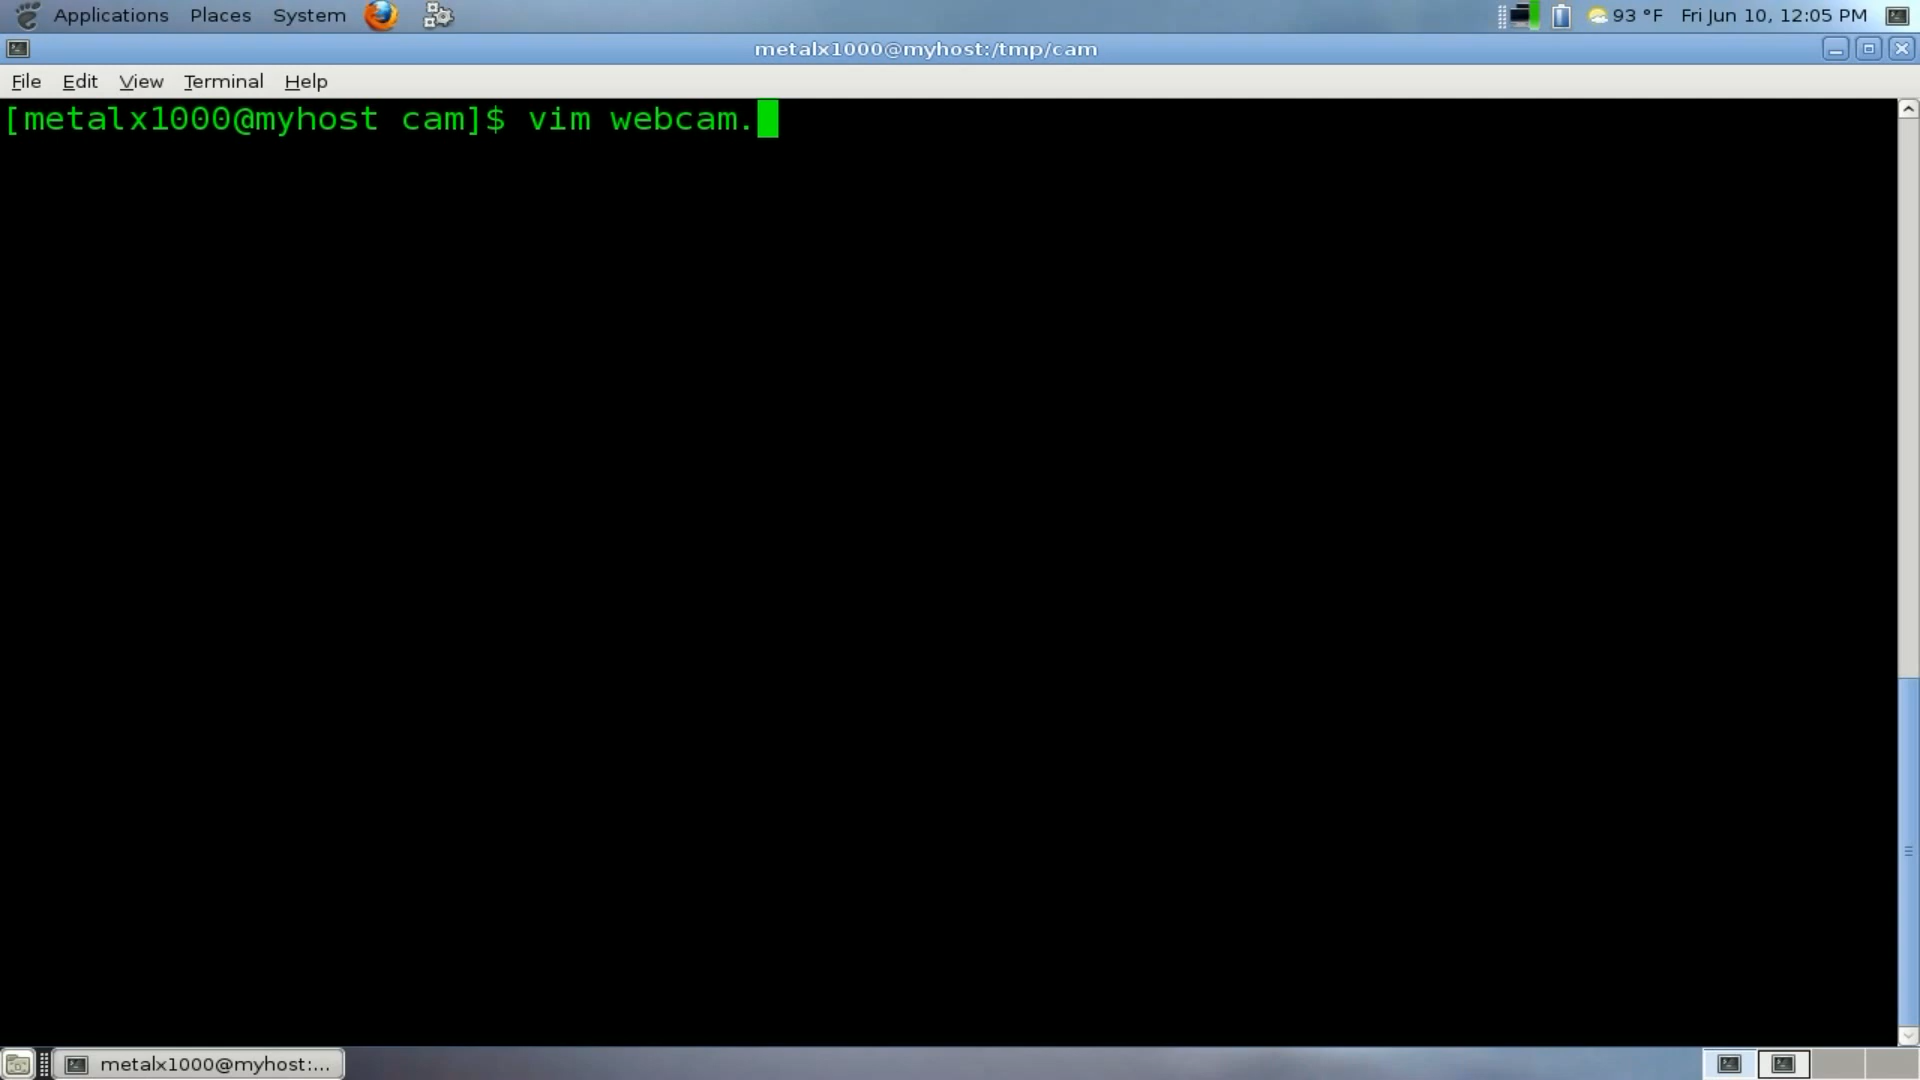 Applications Places System 93 °F Fri Jun 10, 12:05 PM
metalx1000@myhost:/tmp/cam
File Edit View Terminal Help
[metalx1000@myhost cam]$ vim webcam.
metalx1000@myhost:...